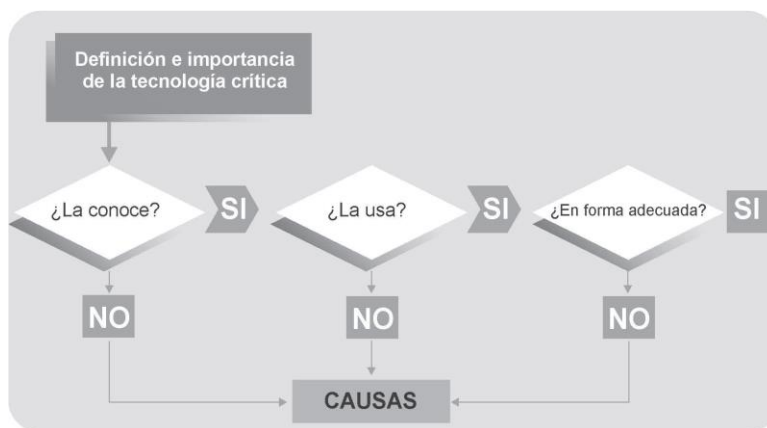 Definición e importancia
de la tecnología crítica
¿La conoce?
SI
¿La usa?
SI
¿En forma adecuada?
SI
NO
NO
NO
CAUSAS